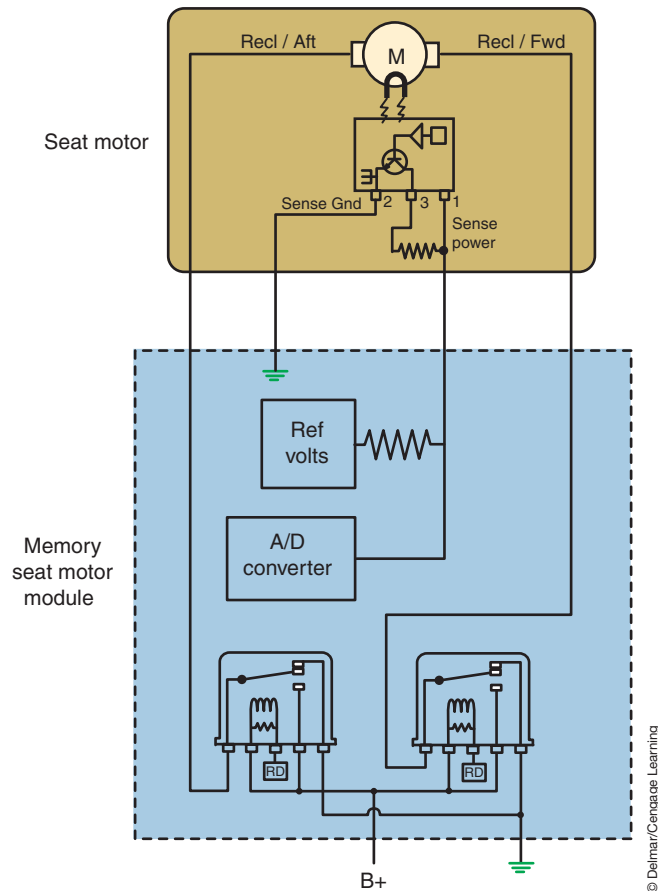 Recl / Aft
M
Recl / Fwd
Seat motor
Sense Gnd
2
3
1
Sense
power
Ref
volts
A/D
converter
Memory
seat motor
module
RD
RD
B+
© Delmar/Cengage Learning